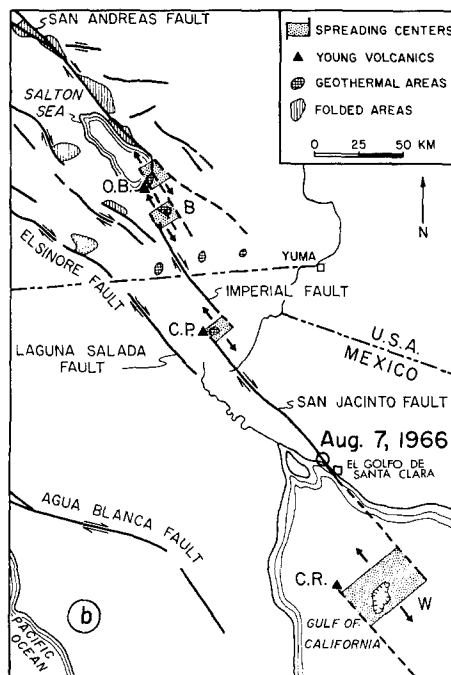 SAN ANDREAS FAULT
SPREADING CENTERS
YOUNG VOLCANICS
GEOTHERMAL AREAS
FOLDED AREAS
0 25 50 KM
SALTON
SEA
O.B.
B
N
ELSINORE FAULT
YUMA
IMPERIAL FAULT
C.P.
U.S.A.
MEXICO
LAGUNA SALADA
FAULT
SAN JACINTO FAULT
Aug. 7, 1966
EL GOLFO DE
SANTA CLARA
AGUA BLANCA FAULT
C.R.
W
b
GULF OF
CALIFORNIA
PACIFIC
OCEAN